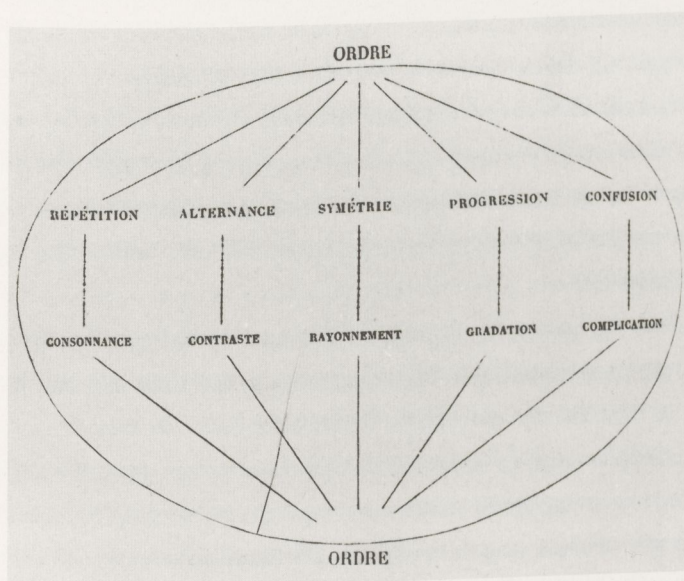 ORDRE
RÉPÉTITION ALTERNANCE SYMÉTRIE PROGRESSION CONFUSION
CONSONNANCE CONTRASTE RAYONNEMENT GRADATION COMPLICATION
ORDRE